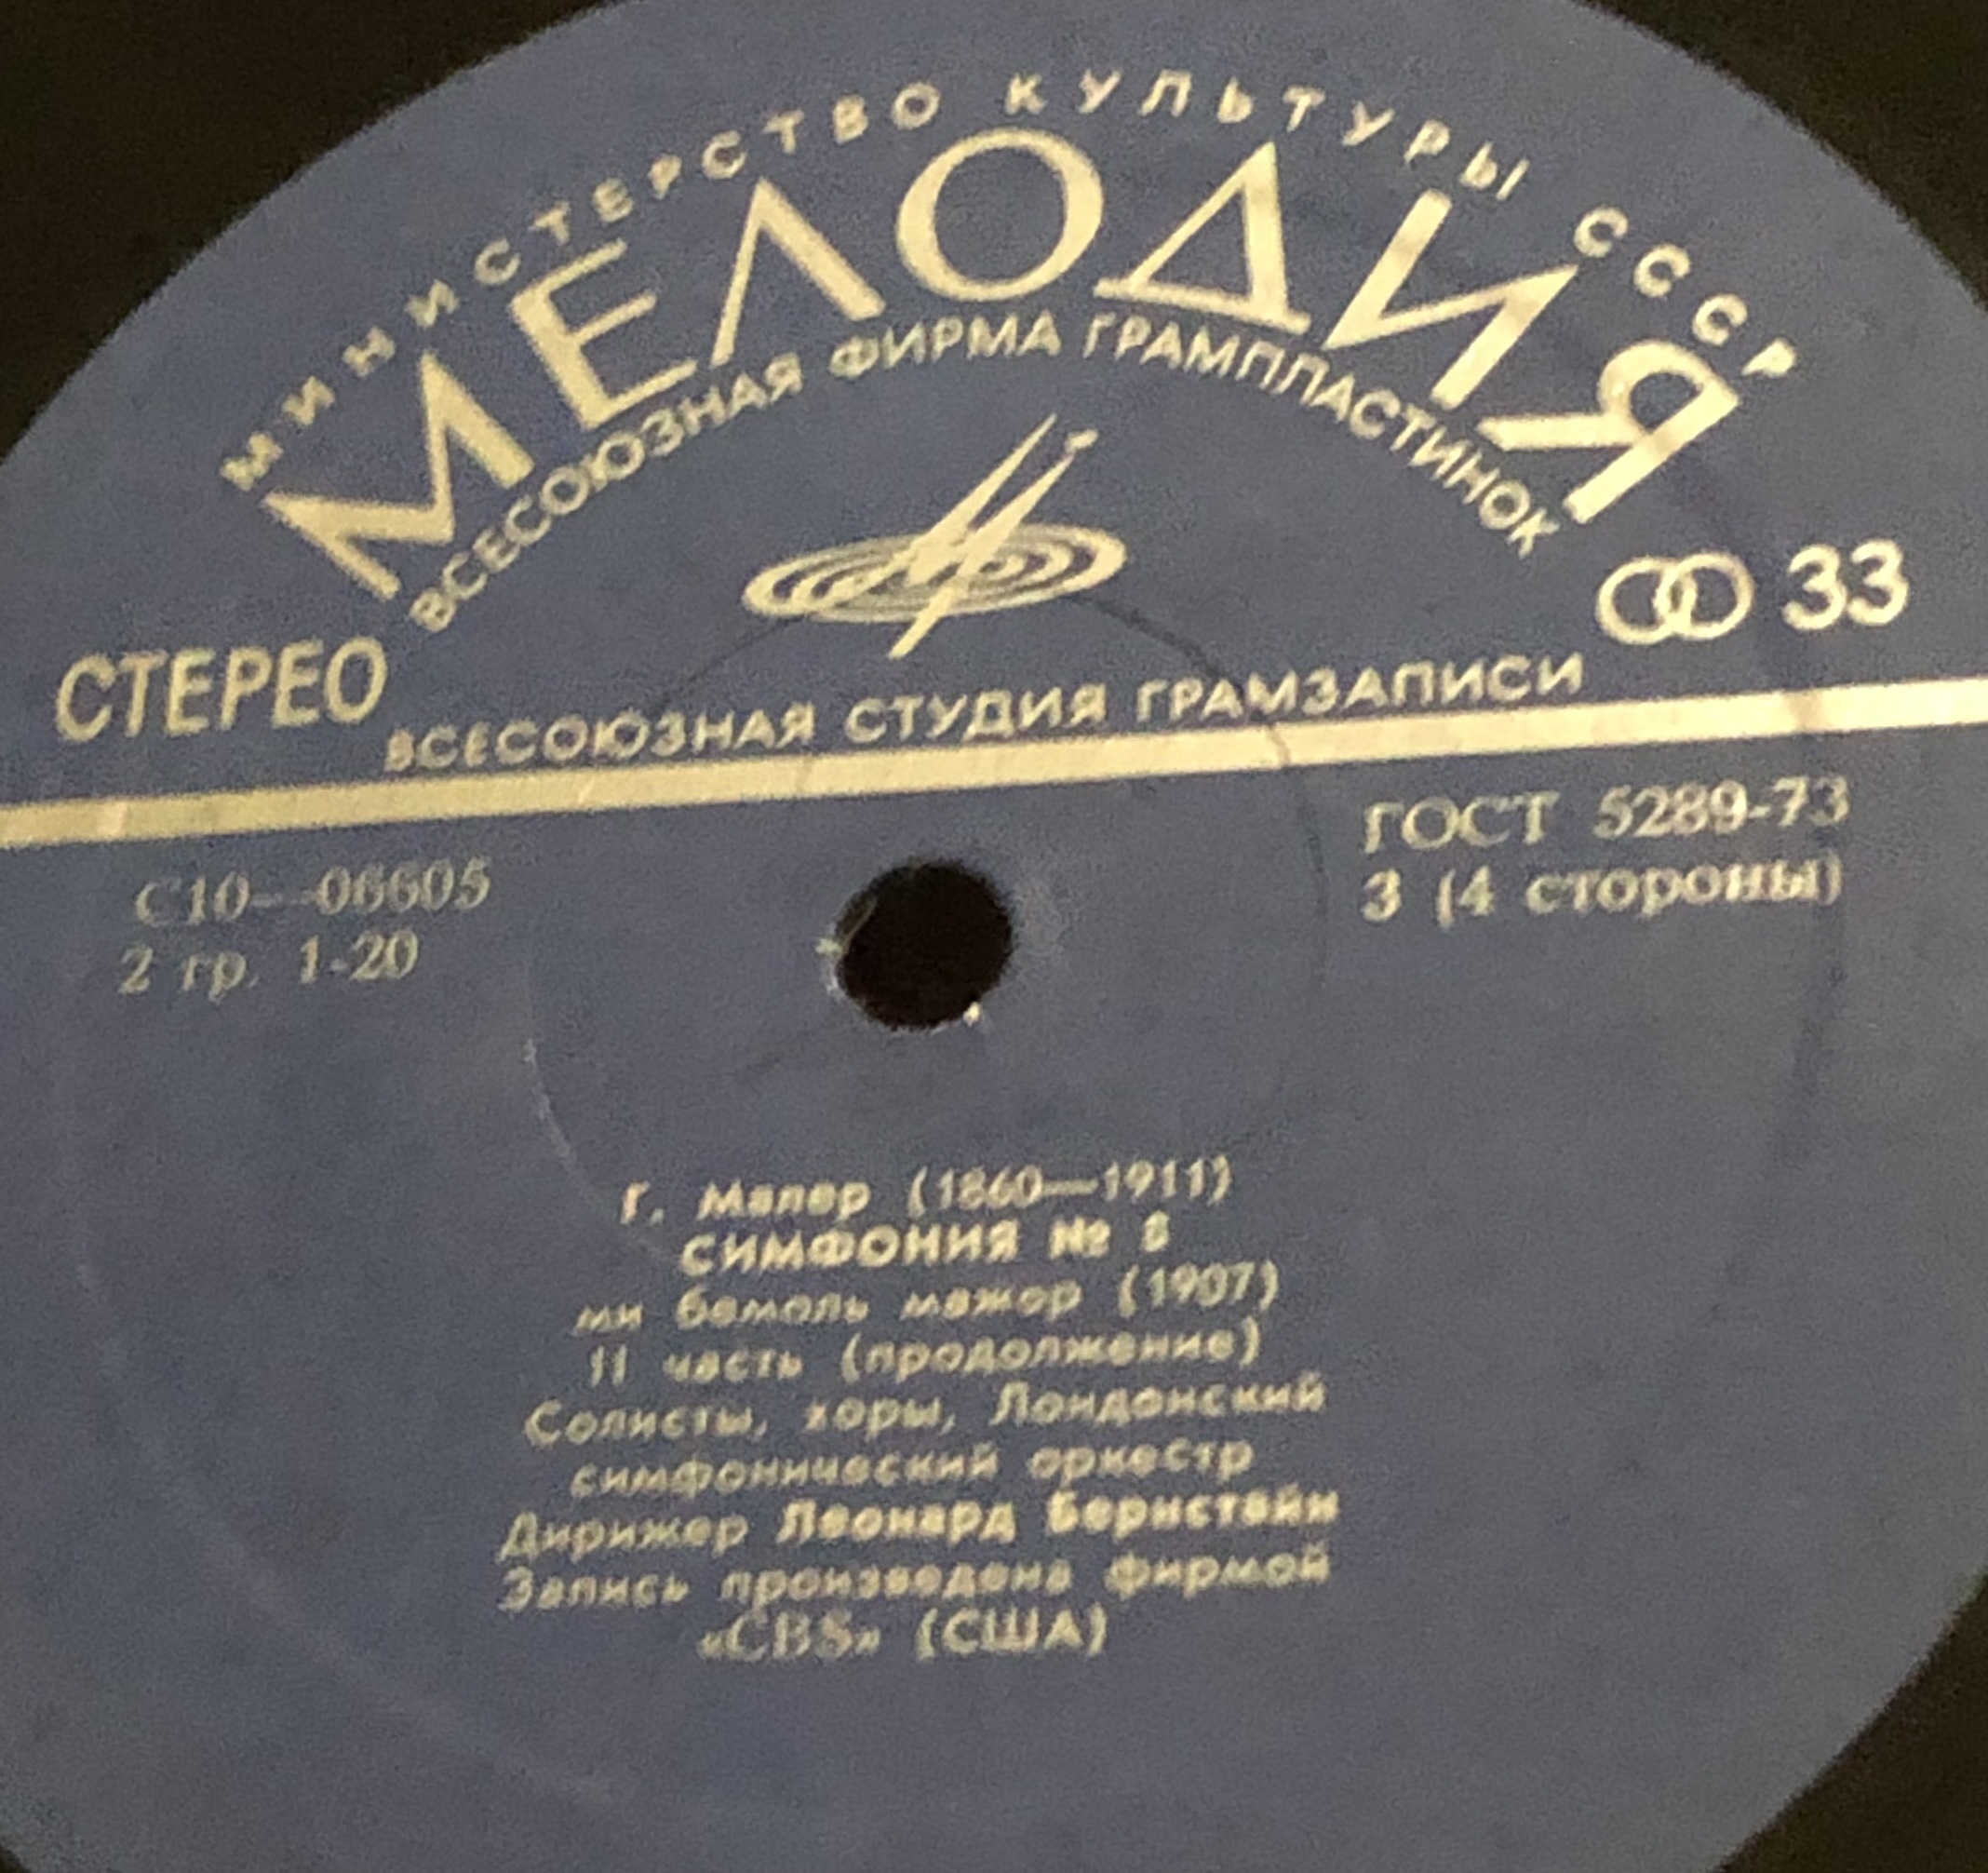 МИНИСТЕРСТВО КУЛЬТУРЫ СССР
МЕЛОДИЯ
ВСЕСОЮЗНАЯ ФИРМА ГРАМПЛАСТИНОК
33
СТЕРЕО
ВСЕСОЮЗНАЯ СТУДИЯ ГРАМЗАПИСИ
ГОСТ 5289-73
С10—06605
3 (4 стороны)
2 гр. 1-20
Г. Малер (1860—1911)
СИМФОНИЯ № 8
ми бемоль мажор (1907)
II часть (продолжение)
Солисты, хоры, Лондонский
симфонический оркестр
Дирижер Леонард Бернстайн
Запись произведена фирмой
«CBS» (США)